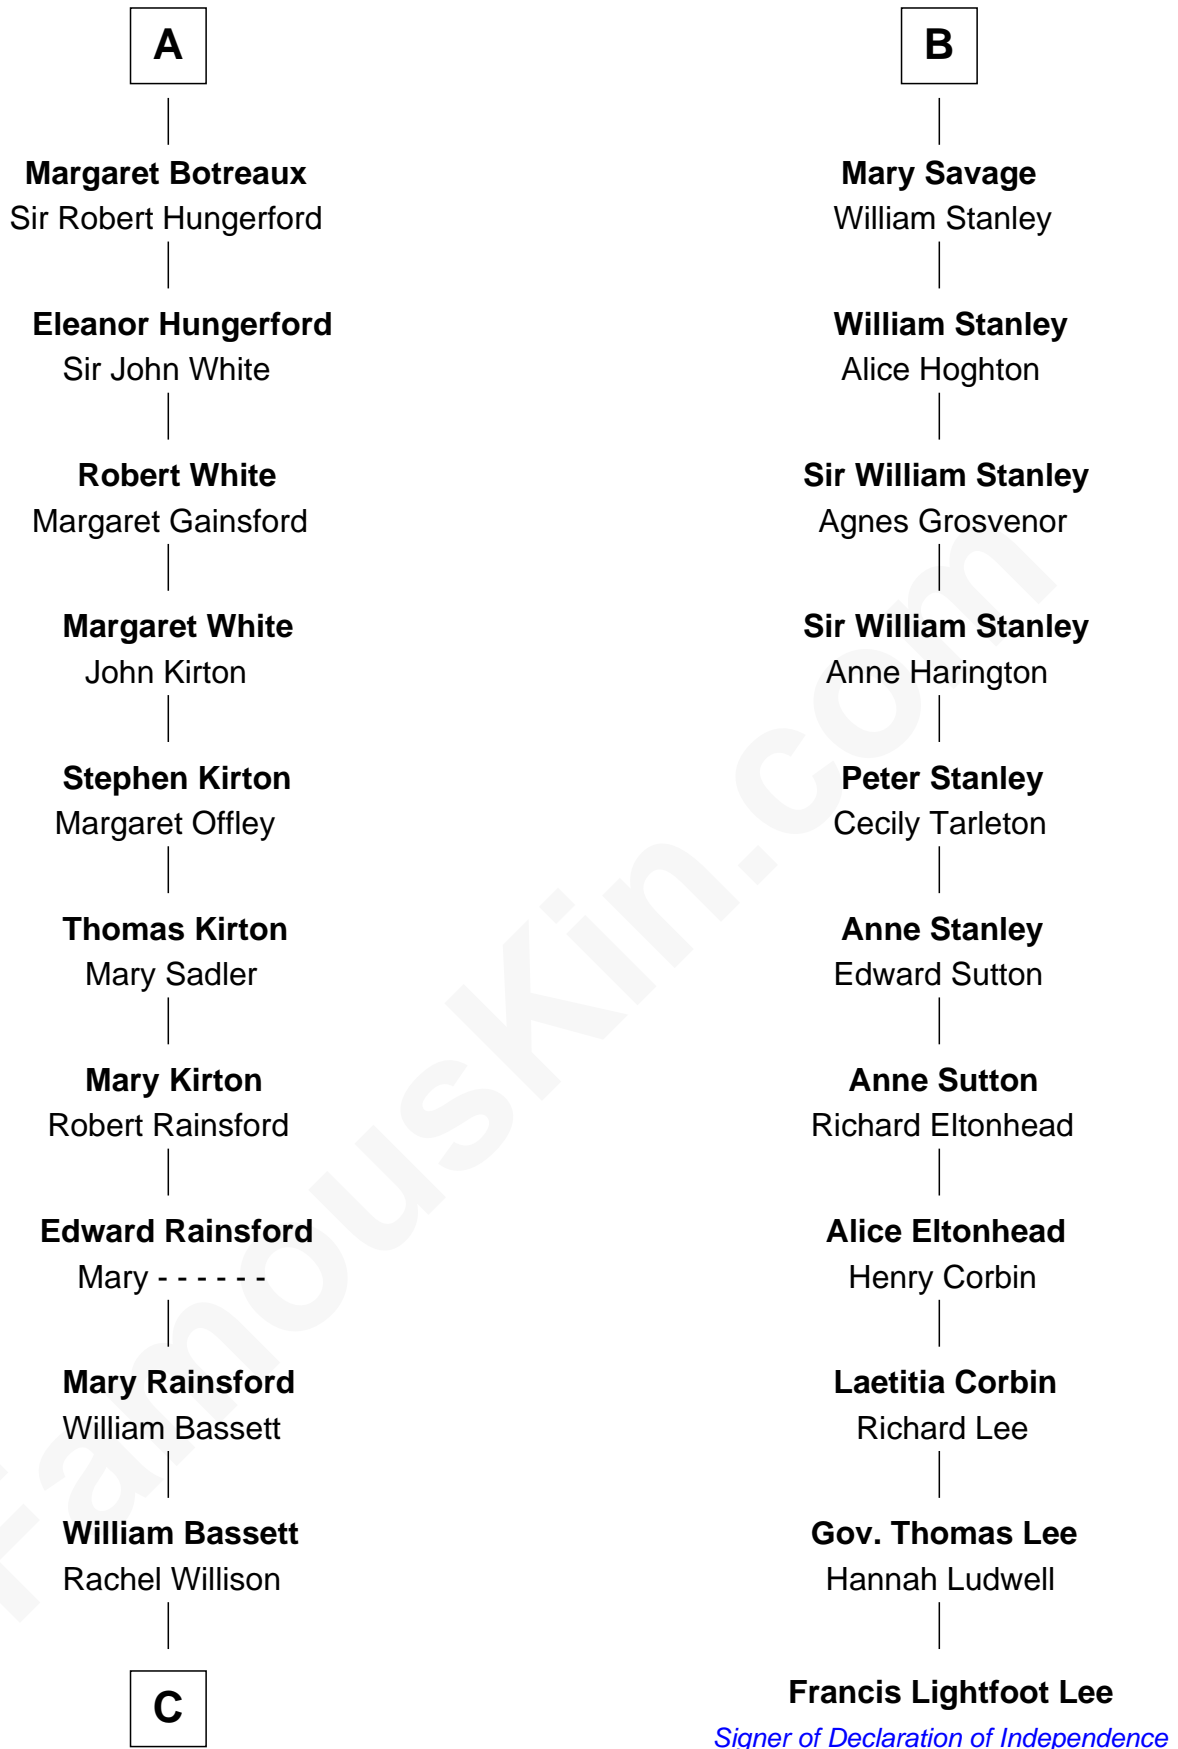 A
Margaret Botreaux
Sir Robert Hungerford
Eleanor Hungerford
Sir John White
Robert White
Margaret Gainsford
Margaret White
John Kirton
Stephen Kirton
Margaret Offley
Thomas Kirton
Mary Sadler
Mary Kirton
Robert Rainsford
Edward Rainsford
Mary - - - - - -
Mary Rainsford
William Bassett
William Bassett
Rachel Willison
C
B
Mary Savage
William Stanley
William Stanley
Alice Hoghton
Sir William Stanley
Agnes Grosvenor
Sir William Stanley
Anne Harington
Peter Stanley
Cecily Tarleton
Anne Stanley
Edward Sutton
Anne Sutton
Richard Eltonhead
Alice Eltonhead
Henry Corbin
Laetitia Corbin
Richard Lee
Gov. Thomas Lee
Hannah Ludwell
Francis Lightfoot Lee
Signer of Declaration of Independence
FamousKin.com